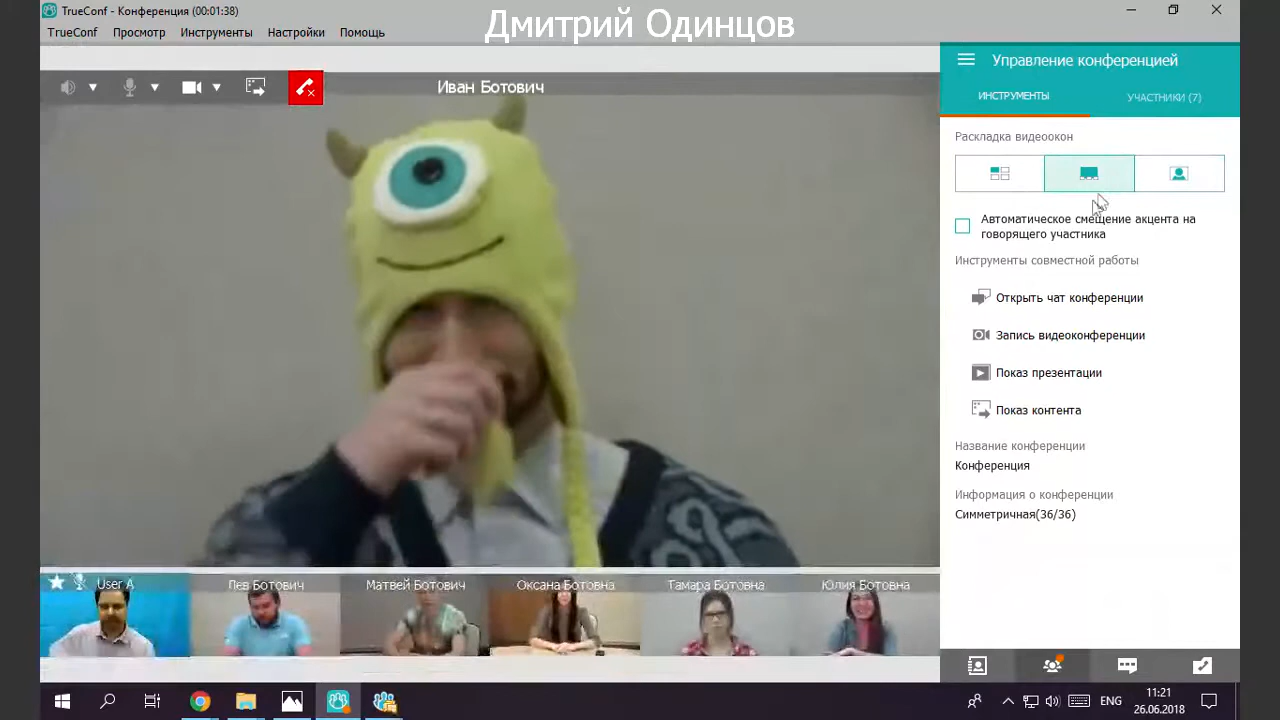 Дмитрий Одинцов
TrueConf - Конференция (00:01:38)
TrueConf Просмотр Инструменты Настройки Помощь
Иван Ботович
Управление конференцией
ИНСТРУМЕНТЫ УЧАСТНИКИ (7)
Раскладка видеоокон
Автоматическое смещение акцента на
говорящего участника
Инструменты совместной работы
Открыть чат конференции
Запись видеоконференции
Показ презентации
Показ контента
Название конференции
Конференция
Информация о конференции
Симметричная(36/36)
User A Лев Ботович Матвей Ботович Оксана Ботовна Тамара Ботовна Юлия Ботовна
ENG
11:21
26.06.2018